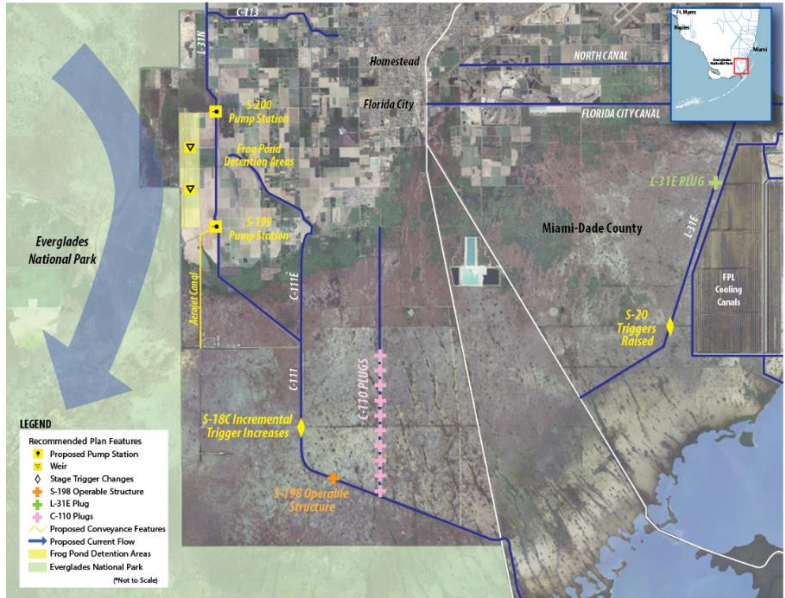 C-113
L-31N
Homestead
NORTH CANAL
Florida City
FLORIDA CITY CANAL
Ft. Myers
Naples
Miami
Everglades
National Park
S-200
Pump Station
Frog Pond
Detention Areas
S-199
Pump Station
Everglades
National Park
Aerojet Canal
C-111E
C-111
L-31E PLUG
L-31E
Miami-Dade County
FPL
Cooling
Canals
S-20
Triggers
Raised
C-110 PLUGS
S-18C Incremental
Trigger Increases
S-198 Operable
Structure
LEGEND
Recommended Plan Features
Proposed Pump Station
Weir
Stage Trigger Changes
S-198 Operable Structure
L-31E Plug
C-110 Plugs
Proposed Conveyance Features
Proposed Current Flow
Frog Pond Detention Areas
Everglades National Park
(*Not to Scale)